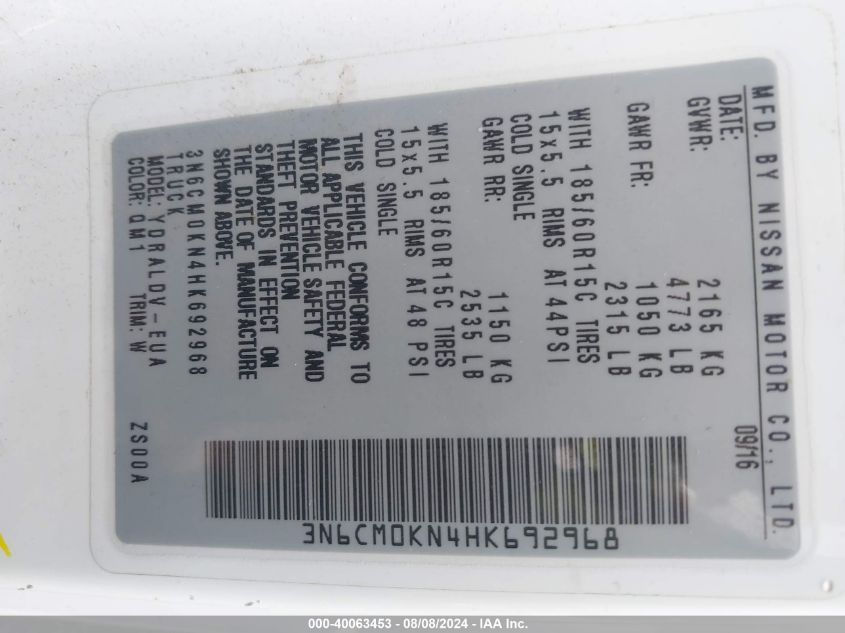 MFD. BY NISSAN MOTOR CO., LTD.
DATE: 09/16
GVWR: 2165 KG
4773 LB
GAWR FR: 1050 KG
2315 LB
WITH 185/60R15C TIRES
15x5.5 RIMS AT 44PSI
COLD SINGLE
GAWR RR: 1150 KG
2535 LB
WITH 185/60R15C TIRES
15x5.5 RIMS AT 48 PSI
COLD SINGLE
THIS VEHICLE CONFORMS TO
ALL APPLICABLE FEDERAL
MOTOR VEHICLE SAFETY AND
THEFT PREVENTION
STANDARDS IN EFFECT ON
THE DATE OF MANUFACTURE
SHOWN ABOVE.
3N6CM0KN4HK692968
TRUCK
MODEL: YDRALDV-EUA
COLOR: QM1 TRIM: W ZS00A
3N6CM0KN4HK692968
000-40063453 - 08/08/2024 - IAA Inc.